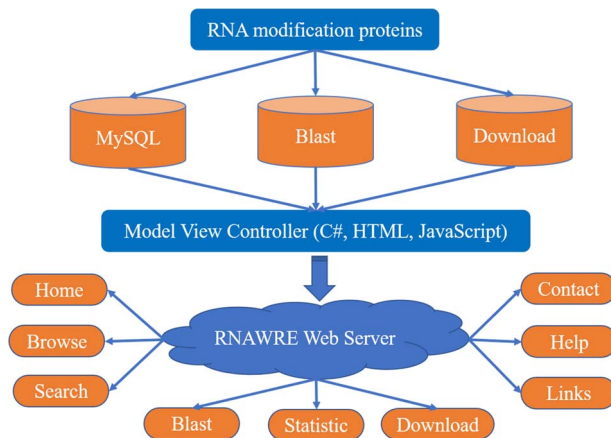 RNA modification proteins
MySQL
Blast
Download
Model View Controller (C#, HTML, JavaScript)
Home
Contact
RNAWRE Web Server
Browse
Help
Search
Links
Blast
Statistic
Download